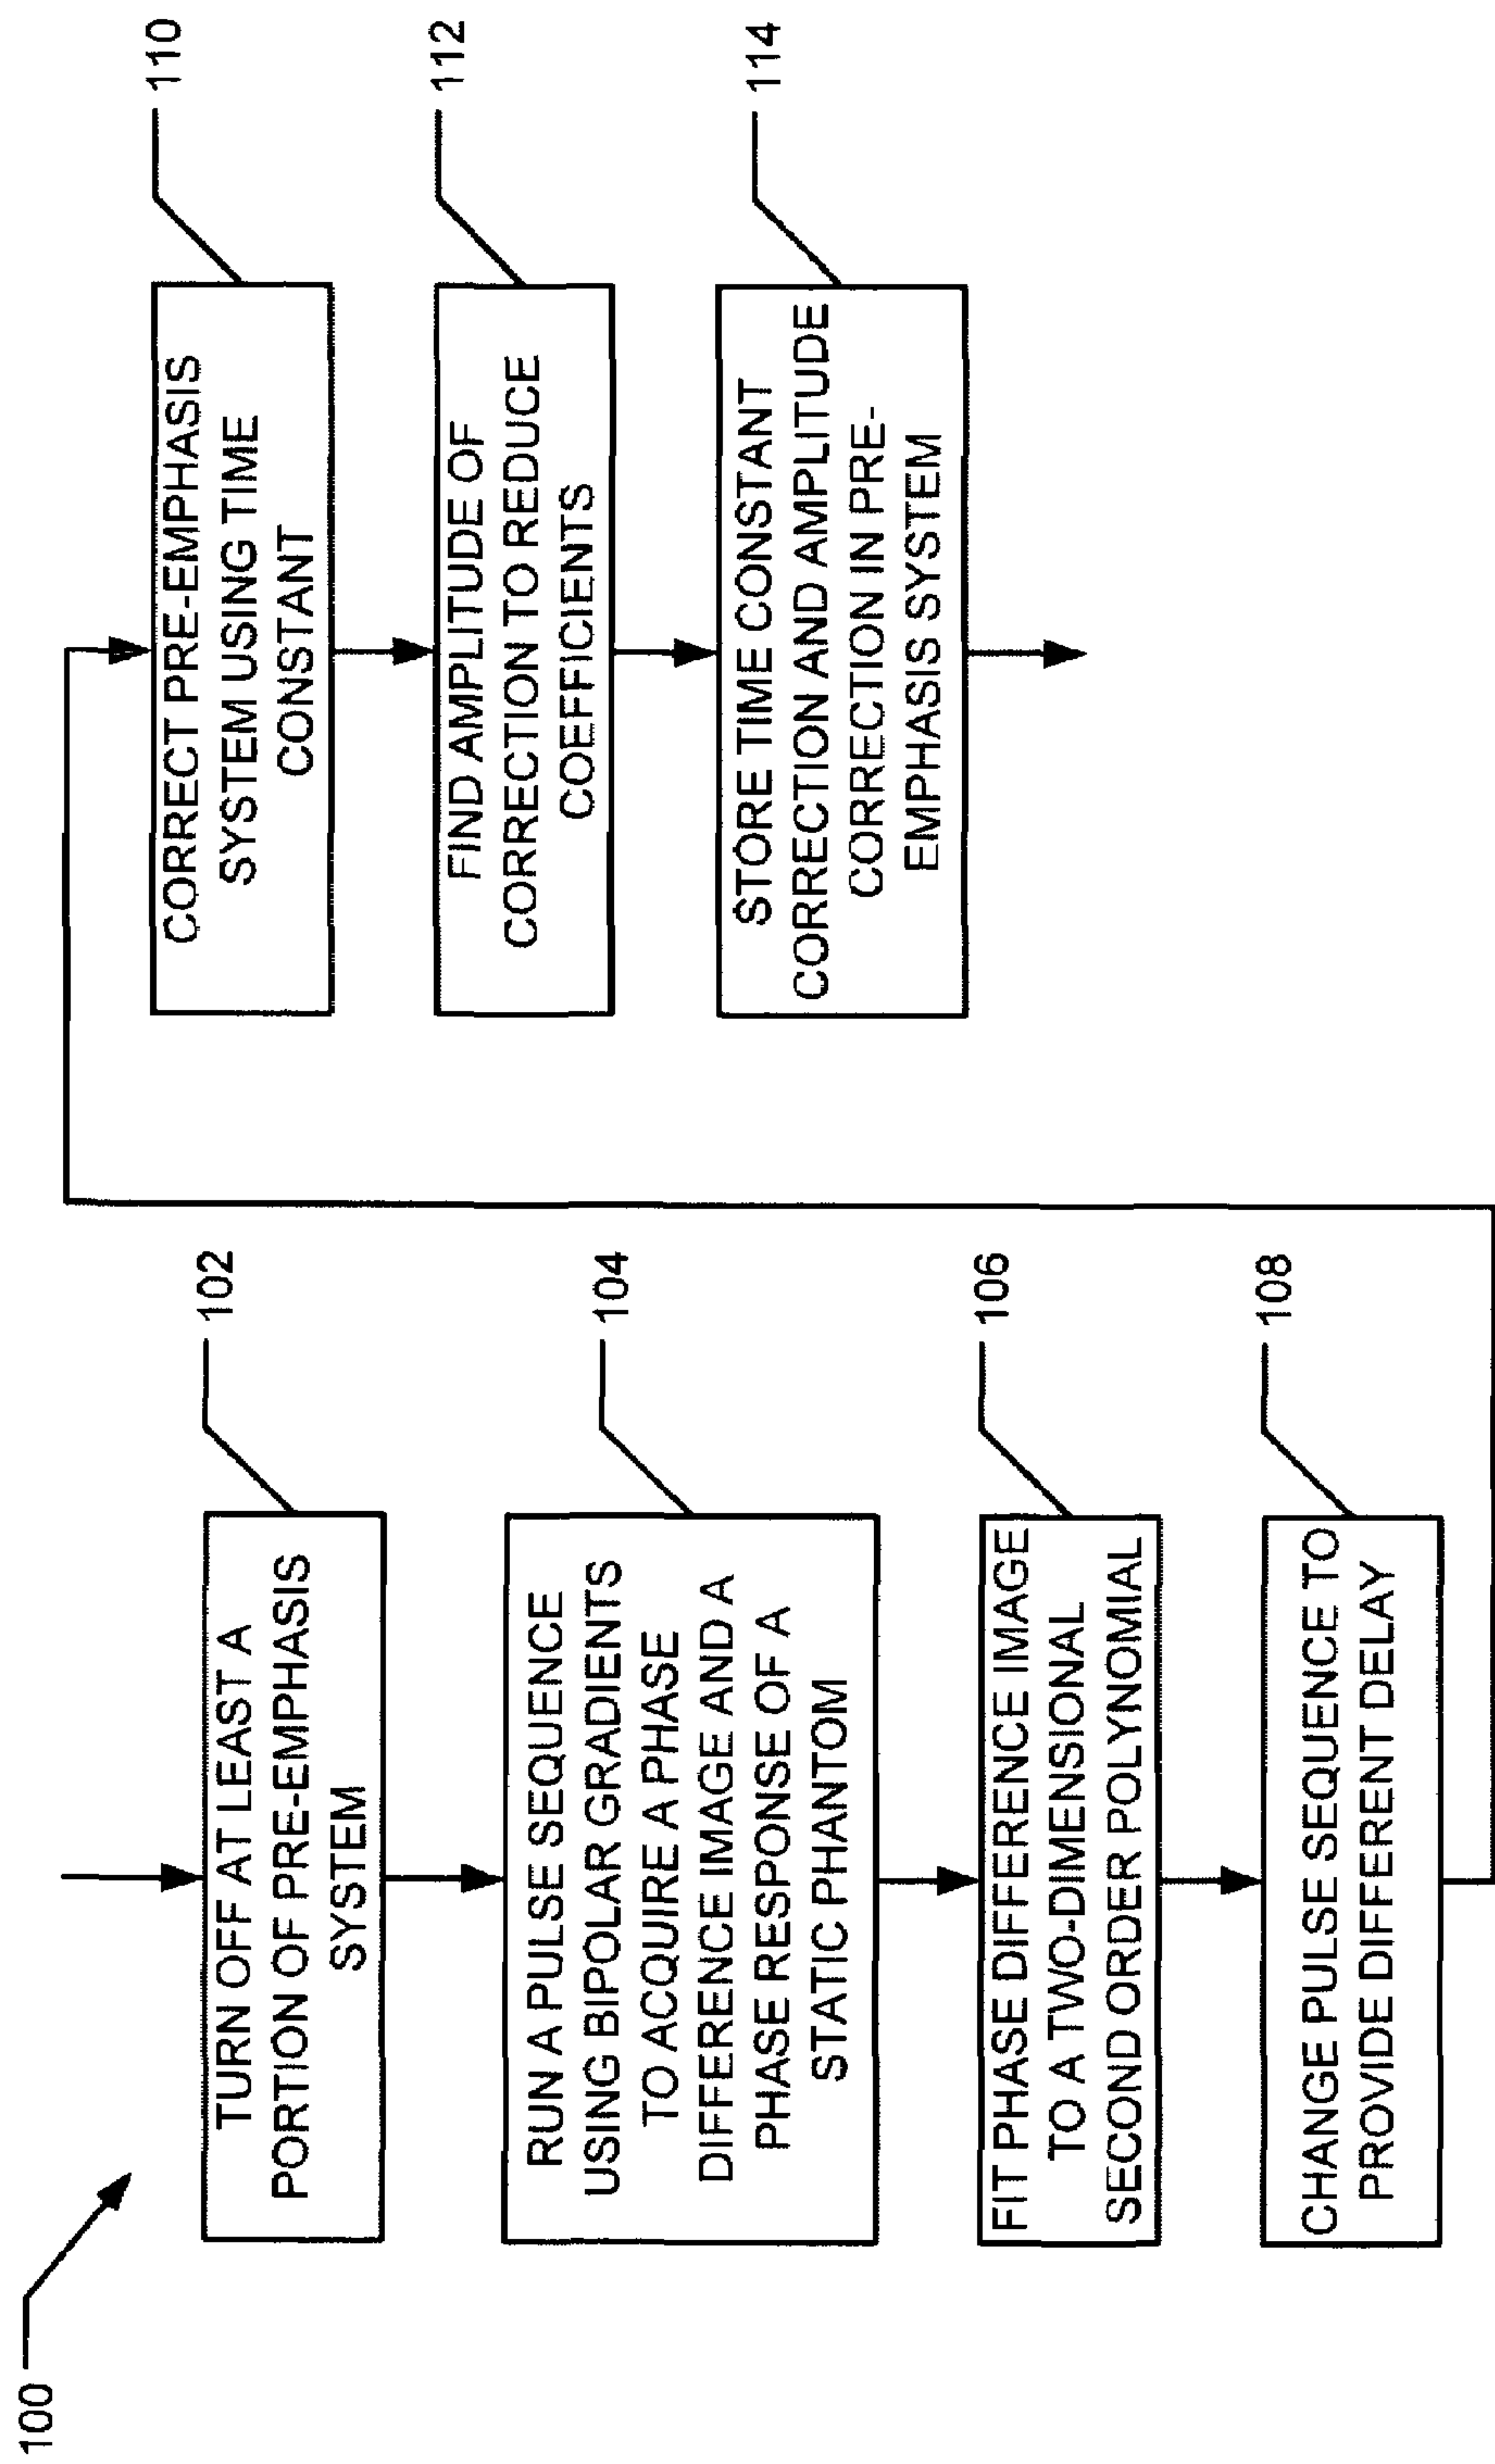 100
TURN OFF AT LEAST A
PORTION OF PRE-EMPHASIS
SYSTEM
102
RUN A PULSE SEQUENCE
USING BIPOLAR GRADIENTS
TO ACQUIRE A PHASE
DIFFERENCE IMAGE AND A
PHASE RESPONSE OF A
STATIC PHANTOM
104
FIT PHASE DIFFERENCE IMAGE
TO A TWO-DIMENSIONAL
SECOND ORDER POLYNOMIAL
106
CHANGE PULSE SEQUENCE TO
PROVIDE DIFFERENT DELAY
108
CORRECT PRE-EMPHASIS
SYSTEM USING TIME
CONSTANT
110
FIND AMPLITUDE OF
CORRECTION TO REDUCE
COEFFICIENTS
112
STORE TIME CONSTANT
CORRECTION AND AMPLITUDE
CORRECTION IN PRE-
EMPHASIS SYSTEM
114